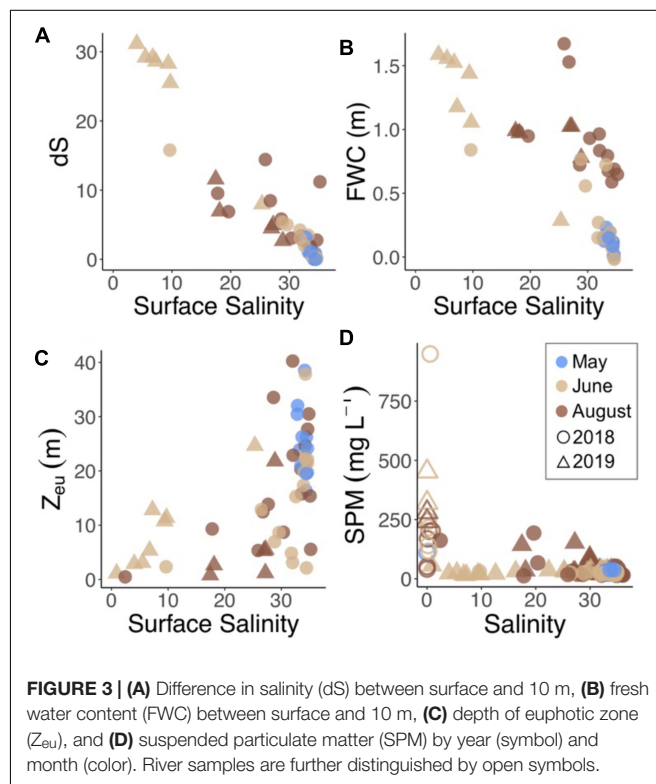 A
dS
30
20
10
0
0
10
20
30
Surface Salinity
B
FWC (m)
1.5
1.0
0.5
0.0
0
10
20
30
Surface Salinity
C
Z_eu (m)
40
30
20
10
0
0
10
20
30
Surface Salinity
D
SPM (mg L⁻¹)
750
500
250
0
0
10
20
30
Salinity
May
June
August
2018
2019
FIGURE 3 | (A) Difference in salinity (dS) between surface and 10 m, (B) fresh
water content (FWC) between surface and 10 m, (C) depth of euphotic zone
(Z_eu), and (D) suspended particulate matter (SPM) by year (symbol) and
month (color). River samples are further distinguished by open symbols.